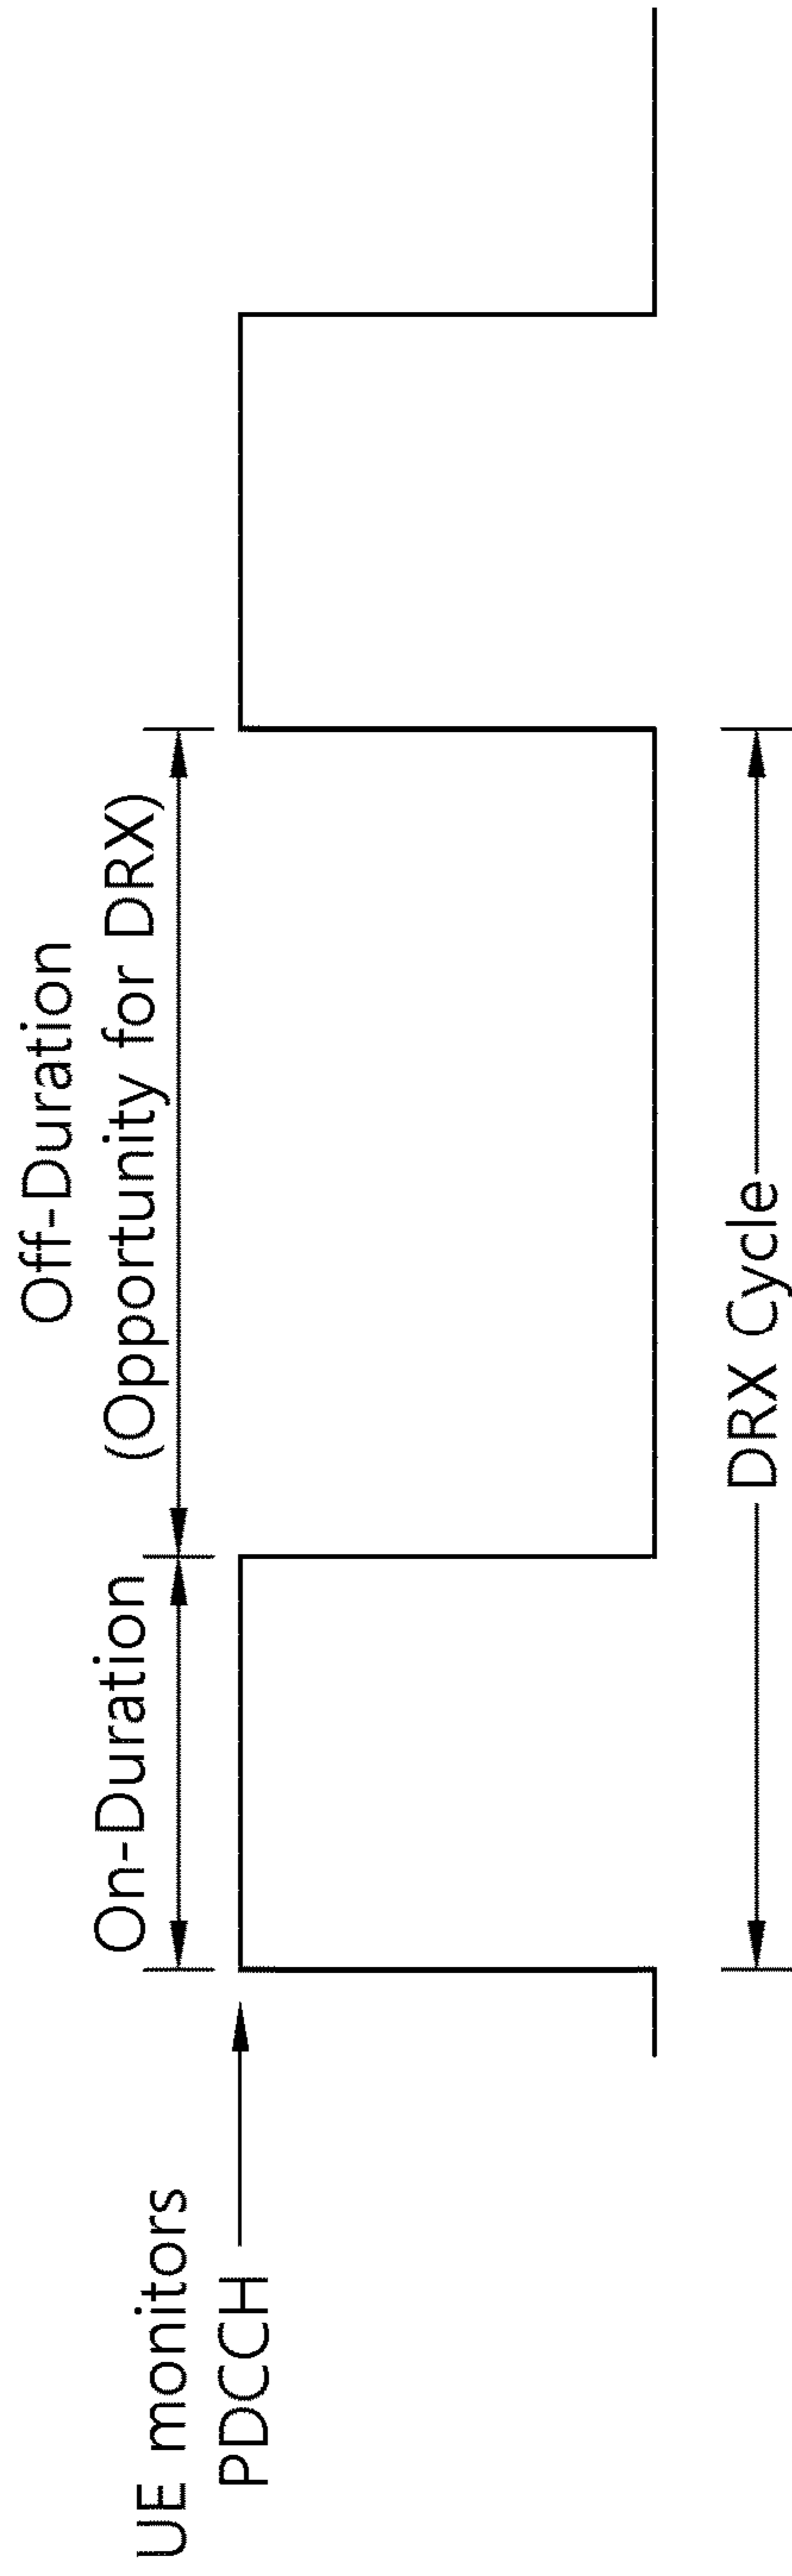 UE monitors
PDCCH
On-Duration
Off-Duration
(Opportunity for DRX)
DRX Cycle